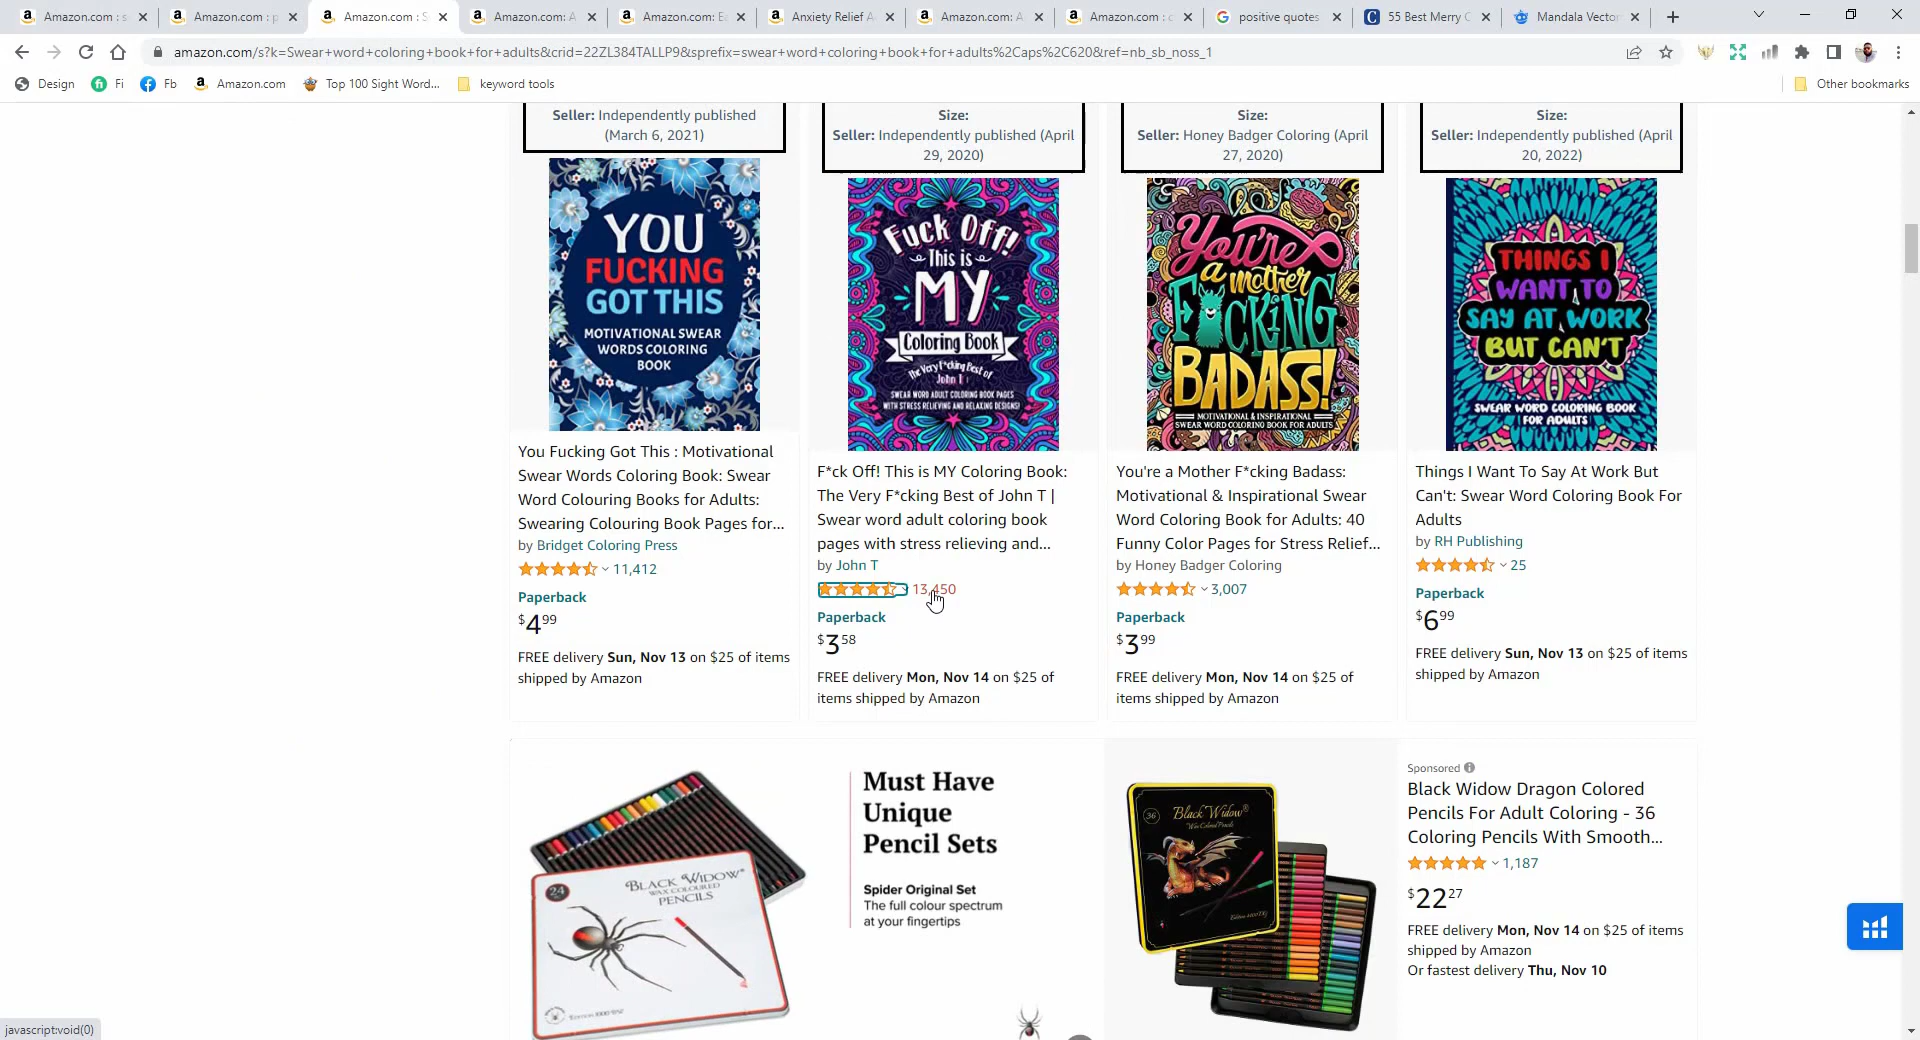 Amazon.com : s
Amazon.com : p
Amazon.com : S
Amazon.com: A
Amazon.com: E
Anxiety Relief A
Amazon.com: A
Amazon.com : c
positive quotes
55 Best Merry C
Mandala Vector
amazon.com/s?k=Swear+word+coloring+book+for+adults&crid=22ZL384TALLP9&sprefix=swear+word+coloring+book+for+adults%2Caps%2C620&ref=nb_sb_noss_1
Design
Fi
Fb
Amazon.com
Top 100 Sight Word...
keyword tools
Other bookmarks
Seller: Independently published
(March 6, 2021)
YOU
FUCKING
GOT THIS
MOTIVATIONAL SWEAR
WORDS COLORING
BOOK
You Fucking Got This : Motivational
Swear Words Coloring Book: Swear
Word Colouring Books for Adults:
Swearing Colouring Book Pages for...
by Bridget Coloring Press
11,412
Paperback
$4.99
FREE delivery Sun, Nov 13 on $25 of items
shipped by Amazon
Size:
Seller: Independently published (April
29, 2020)
Fuck Off!
This is
MY
Coloring Book
The Very F*cking Best of
John T
SWEAR WORD ADULT COLORING BOOK PAGES
WITH STRESS RELIEVING AND RELAXING DESIGNS!
F*ck Off! This is MY Coloring Book:
The Very F*cking Best of John T |
Swear word adult coloring book
pages with stress relieving and...
by John T
13,450
Paperback
$3.58
FREE delivery Mon, Nov 14 on $25 of
items shipped by Amazon
Size:
Seller: Honey Badger Coloring (April
27, 2020)
You're
a mother
F*CKING
BADASS!
MOTIVATIONAL & INSPIRATIONAL
SWEAR WORD COLORING BOOK FOR ADULTS
You're a Mother F*cking Badass:
Motivational & Inspirational Swear
Word Coloring Book for Adults: 40
Funny Color Pages for Stress Relief...
by Honey Badger Coloring
3,007
Paperback
$3.99
FREE delivery Mon, Nov 14 on $25 of
items shipped by Amazon
Size:
Seller: Independently published (April
20, 2022)
THINGS I
WANT TO
SAY AT WORK
BUT CAN'T
SWEAR WORD COLORING BOOK
FOR ADULTS
Things I Want To Say At Work But
Can't: Swear Word Coloring Book For
Adults
by RH Publishing
25
Paperback
$6.99
FREE delivery Sun, Nov 13 on $25 of items
shipped by Amazon
24
BLACK WIDOW
WAX COLOURED
PENCILS
Must Have
Unique
Pencil Sets
Spider Original Set
The full colour spectrum
at your fingertips
36
Black Widow
Wax Colored Pencils
Sponsored
Black Widow Dragon Colored
Pencils For Adult Coloring - 36
Coloring Pencils With Smooth...
1,187
$22.27
FREE delivery Mon, Nov 14 on $25 of items
shipped by Amazon
Or fastest delivery Thu, Nov 10
javascript:void(0)